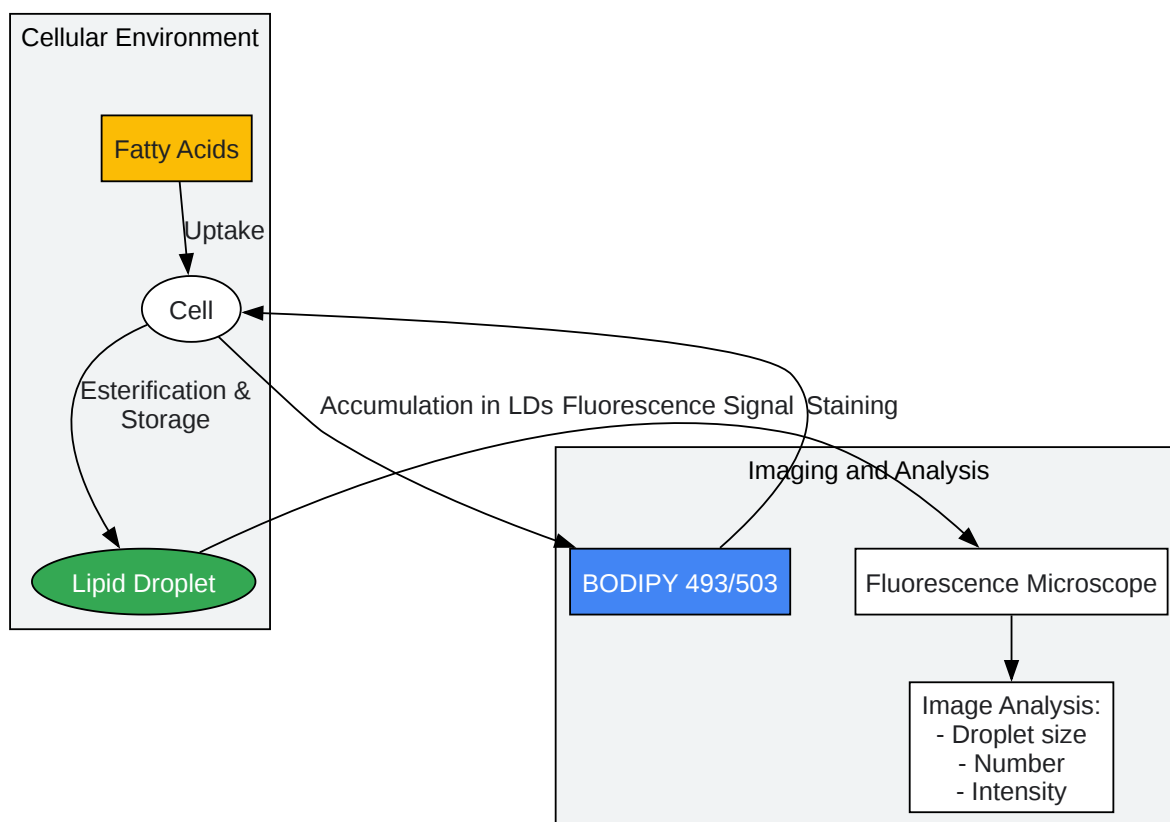 Cellular Environment
Fatty Acids
Uptake
Cell
Esterification &
Storage
Accumulation in LDs
Fluorescence Signal
Staining
Imaging and Analysis
Lipid Droplet
BODIPY 493/503
Fluorescence Microscope
Image Analysis:
- Droplet size
- Number
- Intensity